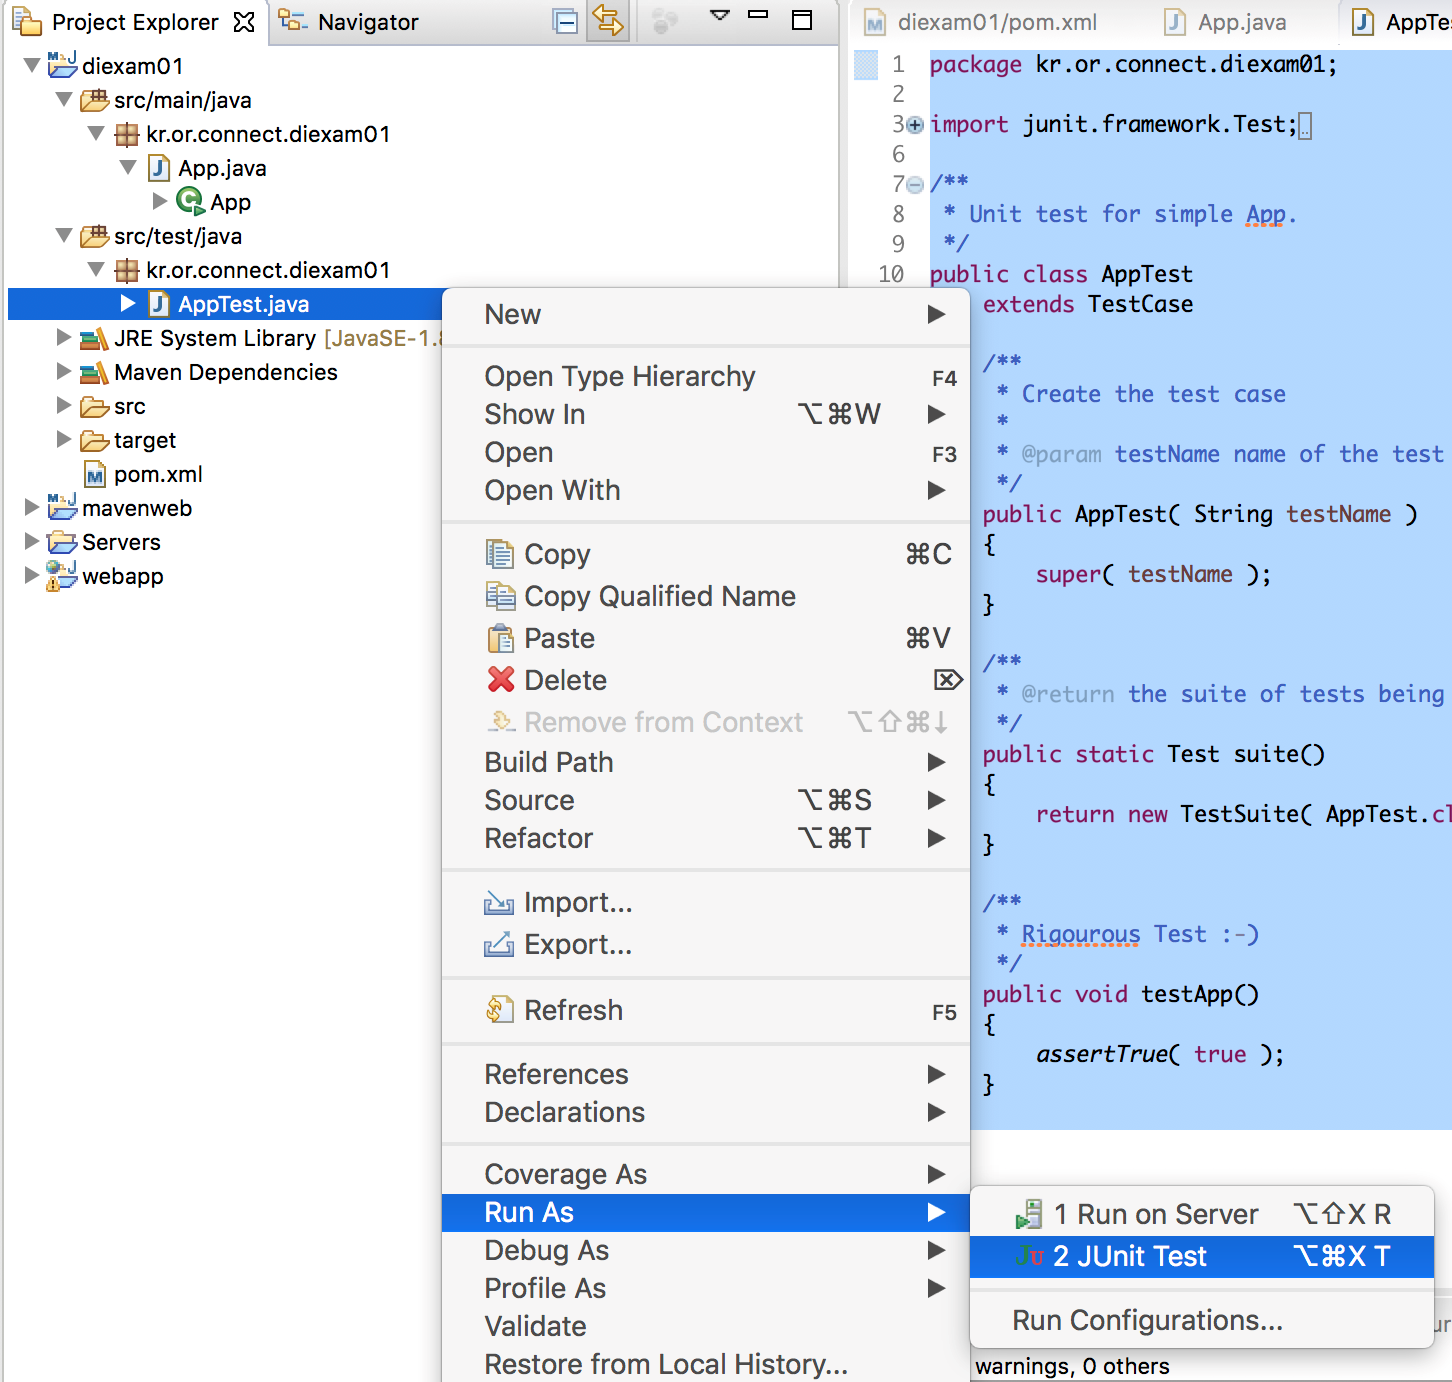 Project Explorer
Navigator
diexam01
src/main/java
kr.or.connect.diexam01
App.java
App
src/test/java
kr.or.connect.diexam01
AppTest.java
JRE System Library [JavaSE-1.8
Maven Dependencies
src
target
pom.xml
mavenweb
Servers
webapp
New
Open Type Hierarchy F4
Show In ⌥⌘W
Open F3
Open With
Copy ⌘C
Copy Qualified Name
Paste ⌘V
Delete ⌦
Remove from Context ⌥⇧⌘↓
Build Path
Source ⌥⌘S
Refactor ⌥⌘T
Import...
Export...
Refresh F5
References
Declarations
Coverage As
Run As
Debug As
Profile As
Validate
Restore from Local History...
1 Run on Server ⌥⇧X R
2 JUnit Test ⌥⌘X T
Run Configurations...
diexam01/pom.xml
App.java
AppTes
1 package kr.or.connect.diexam01;
2
3 import junit.framework.Test;
6
7 /**
8 * Unit test for simple App.
9 */
10 public class AppTest
extends TestCase
/**
* Create the test case
*
* @param testName name of the test
*/
public AppTest( String testName )
{
super( testName );
}
/**
* @return the suite of tests being
*/
public static Test suite()
{
return new TestSuite( AppTest.cl
}
/**
* Rigourous Test :-)
*/
public void testApp()
{
assertTrue( true );
}
warnings, 0 others